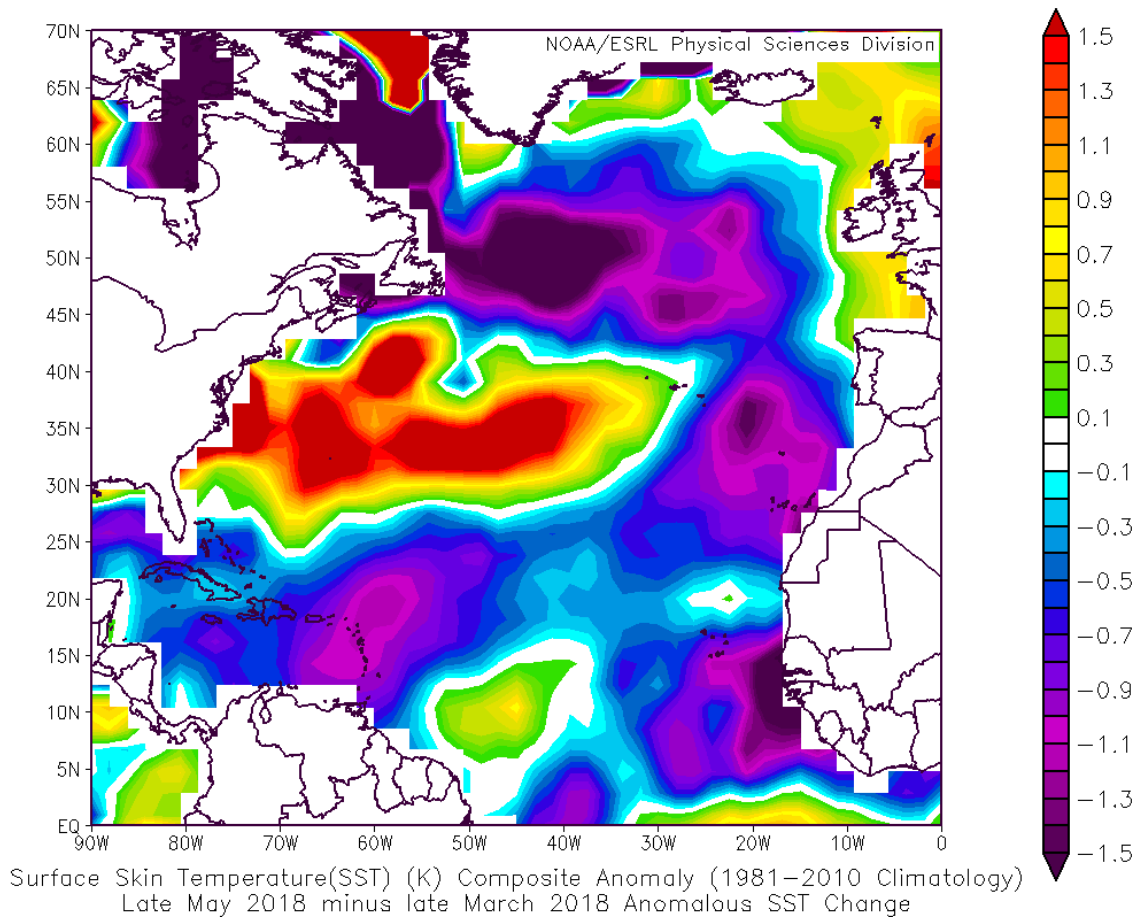 NOAA/ESRL Physical Sciences Division
70N
65N
60N
55N
50N
45N
40N
35N
30N
25N
20N
15N
10N
5N
EQ
90W
80W
70W
60W
50W
40W
30W
20W
10W
0
1.5
1.3
1.1
0.9
0.7
0.5
0.3
0.1
-0.1
-0.3
-0.5
-0.7
-0.9
-1.1
-1.3
-1.5
Surface Skin Temperature(SST) (K) Composite Anomaly (1981-2010 Climatology)
Late May 2018 minus late March 2018 Anomalous SST Change